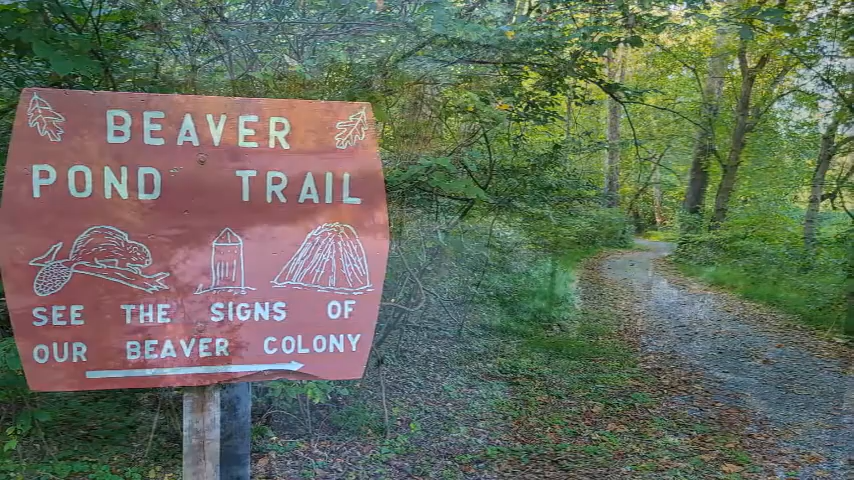 BEAVER
POND TRAIL
SEE THE SIGNS OF
OUR BEAVER COLONY